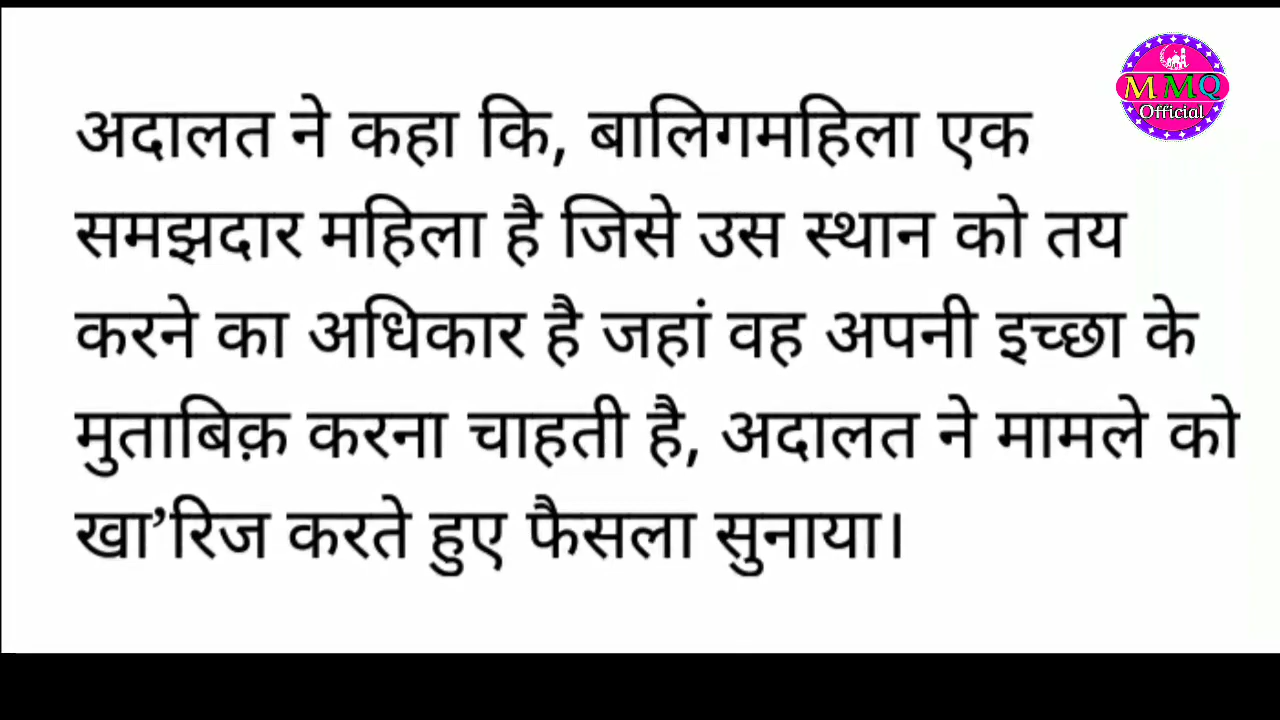 M MQ
Official
अदालत ने कहा कि, बालिगमहिला एक
समझदार महिला है जिसे उस स्थान को तय
करने का अधिकार है जहां वह अपनी इच्छा के
मुताबिक़ करना चाहती है, अदालत ने मामले को
खा’रिज करते हुए फैसला सुनाया।